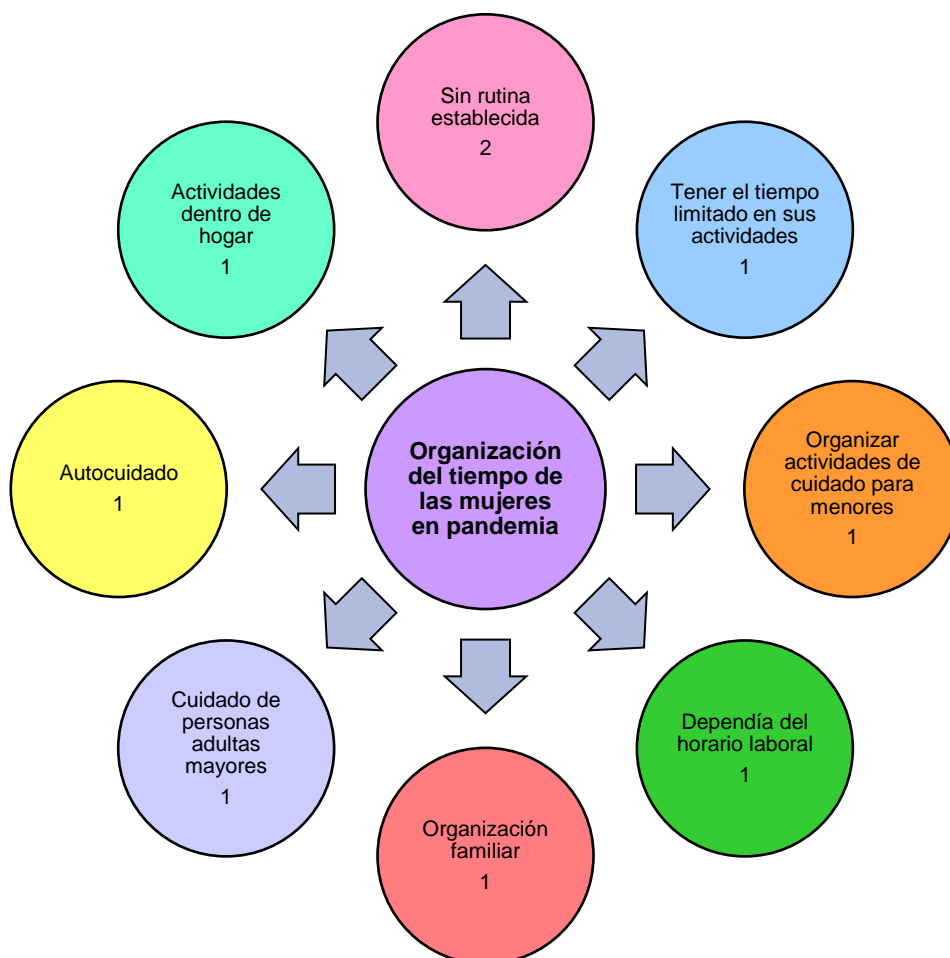 Sin rutina
establecida
2
Tener el tiempo
limitado en sus
actividades
1
Organizar
actividades de
cuidado para
menores
1
Dependía del
horario laboral
1
Organización
familiar
1
Cuidado de
personas
adultas
mayores
1
Autocuidado
1
Actividades
dentro de
hogar
1
Organización
del tiempo de
las mujeres
en pandemia